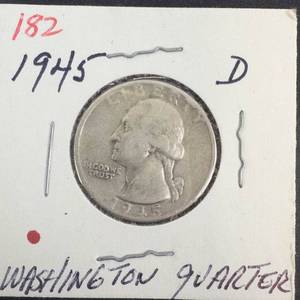 182
1945 D
LIBERTY
IN GOD WE
TRUST
1945
WASHINGTON QUARTER